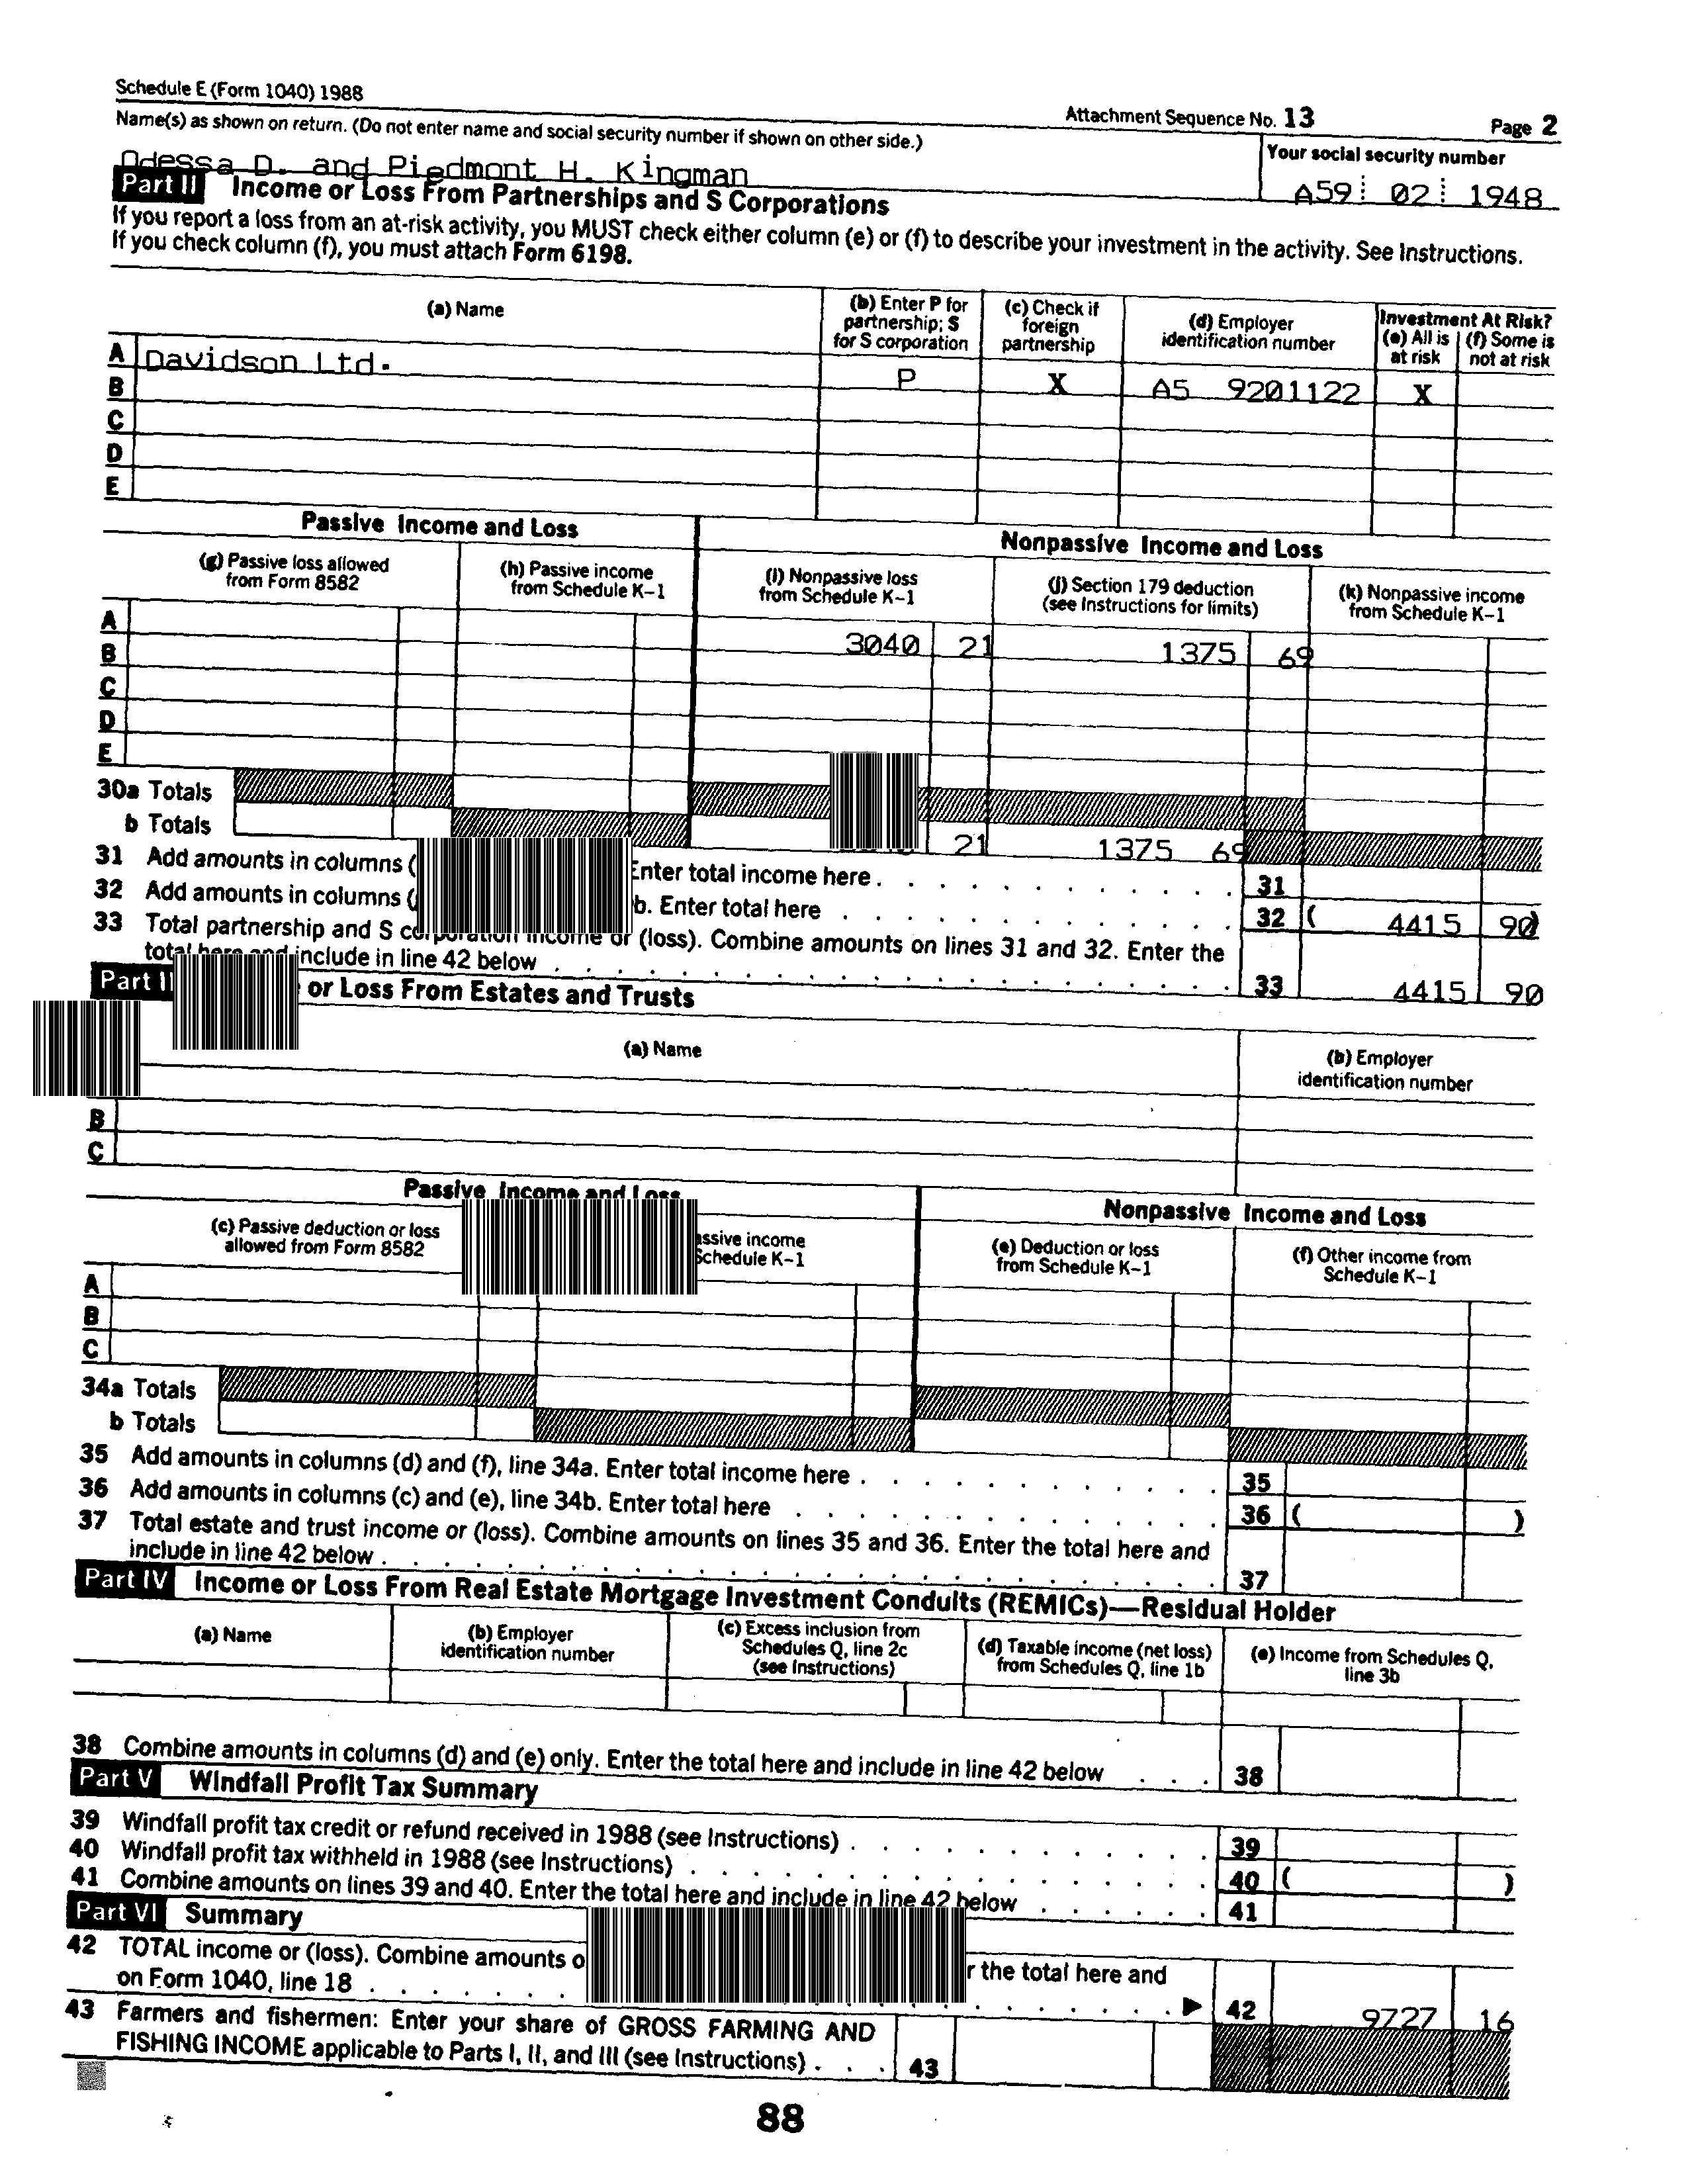 Schedule E (Form 1040) 1988
Attachment Sequence No. 13
Page 2
Name(s) as shown on return. (Do not enter name and social security number if shown on other side.)
Your social security number
Odessa D. and Piedmont H. Kingman
A59 02 1948
Part II Income or Loss From Partnerships and S Corporations
If you report a loss from an at-risk activity, you MUST check either column (e) or (f) to describe your investment in the activity. See Instructions.
If you check column (f), you must attach Form 6198.
(a) Name
(b) Enter P for partnership; S for S corporation
(c) Check if foreign partnership
(d) Employer identification number
Investment At Risk?
(e) All is at risk
(f) Some is not at risk
A Davidson Ltd. P X A5 9201122 X
B
C
D
E
Passive Income and Loss
Nonpassive Income and Loss
(g) Passive loss allowed from Form 8582
(h) Passive income from Schedule K-1
(i) Nonpassive loss from Schedule K-1
(j) Section 179 deduction (see Instructions for limits)
(k) Nonpassive income from Schedule K-1
A 3040 21 1375 69
B
C
D
E
30a Totals
b Totals 21 1375 69
31 Add amounts in columns ( Enter total income here . 31
32 Add amounts in columns ( b. Enter total here 32 ( 4415 90)
33 Total partnership and S corporation income or (loss). Combine amounts on lines 31 and 32. Enter the
total here and include in line 42 below 33 4415 90
Part or Loss From Estates and Trusts
(a) Name
(b) Employer identification number
B
C
Passive Income and Loss
Nonpassive Income and Loss
(c) Passive deduction or loss allowed from Form 8582
income Schedule K-1
(e) Deduction or loss from Schedule K-1
(f) Other income from Schedule K-1
A
B
C
34a Totals
b Totals
35 Add amounts in columns (d) and (f), line 34a. Enter total income here . 35
36 Add amounts in columns (c) and (e), line 34b. Enter total here 36 ( )
37 Total estate and trust income or (loss). Combine amounts on lines 35 and 36. Enter the total here and
include in line 42 below . 37
Part IV Income or Loss From Real Estate Mortgage Investment Conduits (REMICs)—Residual Holder
(a) Name
(b) Employer identification number
(c) Excess inclusion from Schedules Q, line 2c (see Instructions)
(d) Taxable income (net loss) from Schedules Q, line 1b
(e) Income from Schedules Q, line 3b
38 Combine amounts in columns (d) and (e) only. Enter the total here and include in line 42 below . . . 38
Part V Windfall Profit Tax Summary
39 Windfall profit tax credit or refund received in 1988 (see Instructions) . 39
40 Windfall profit tax withheld in 1988 (see Instructions) . 40 ( )
41 Combine amounts on lines 39 and 40. Enter the total here and include in line 42 below 41
Part VI Summary
42 TOTAL income or (loss). Combine amounts the total here and
on Form 1040, line 18 . ▶ 42 9727 16
43 Farmers and fishermen: Enter your share of GROSS FARMING AND
FISHING INCOME applicable to Parts I, II, and III (see Instructions) . . . 43
88